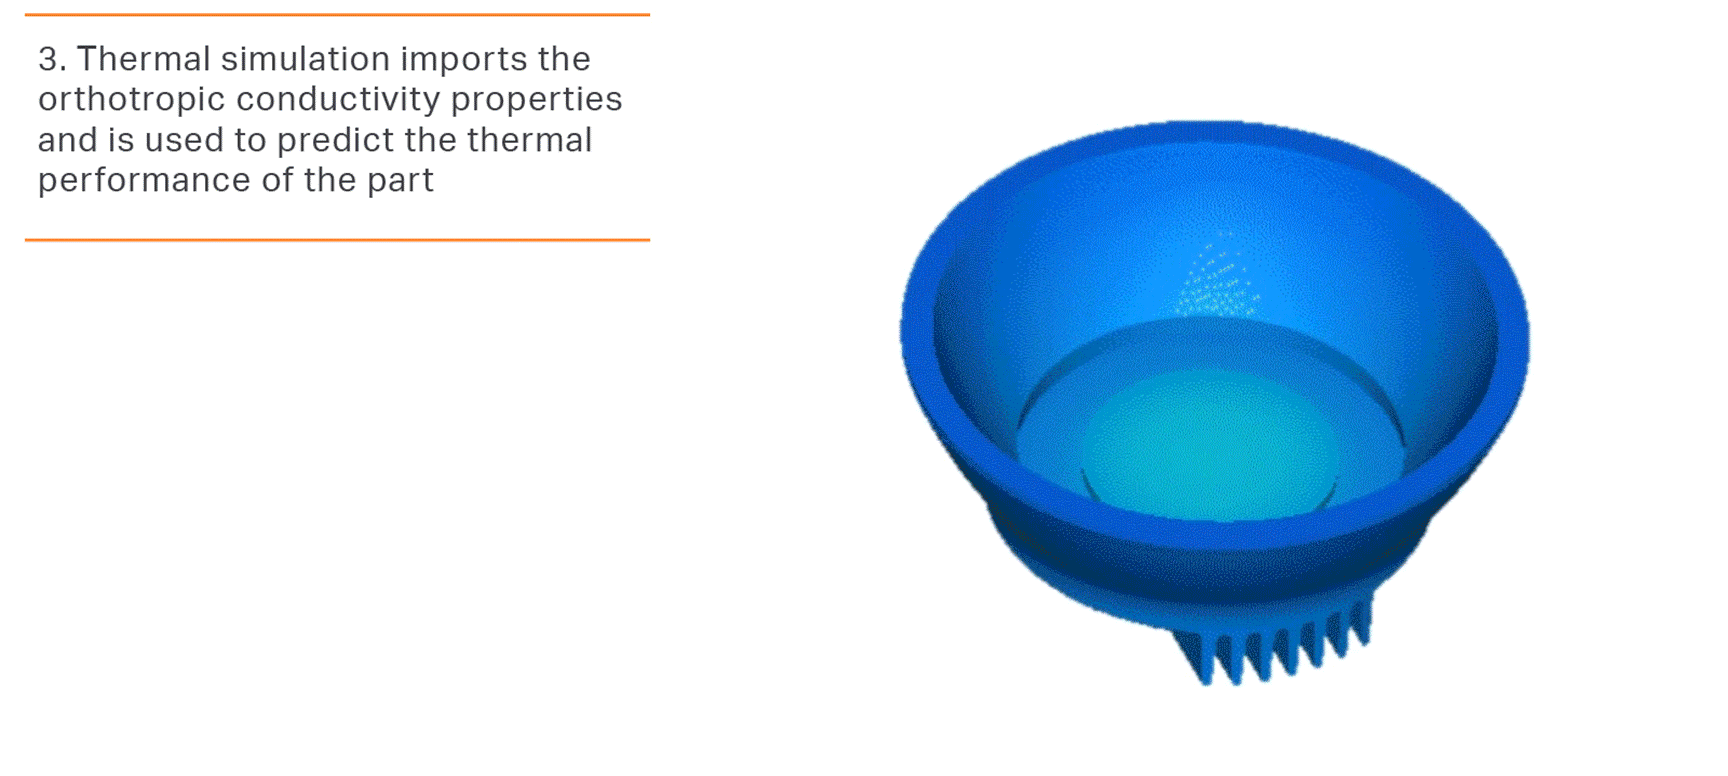 3. Thermal simulation imports the
orthotropic conductivity properties
and is used to predict the thermal
performance of the part